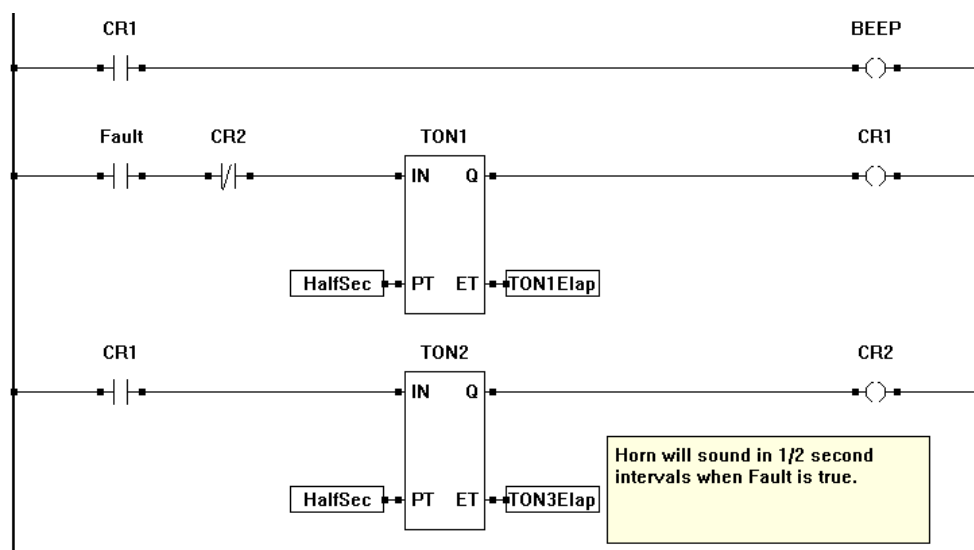 CR1 BEEP
Fault CR2 TON1 CR1
IN Q
HalfSec PT ET TON1Elap
CR1 TON2 CR2
IN Q
Horn will sound in 1/2 second
intervals when Fault is true.
HalfSec PT ET TON3Elap